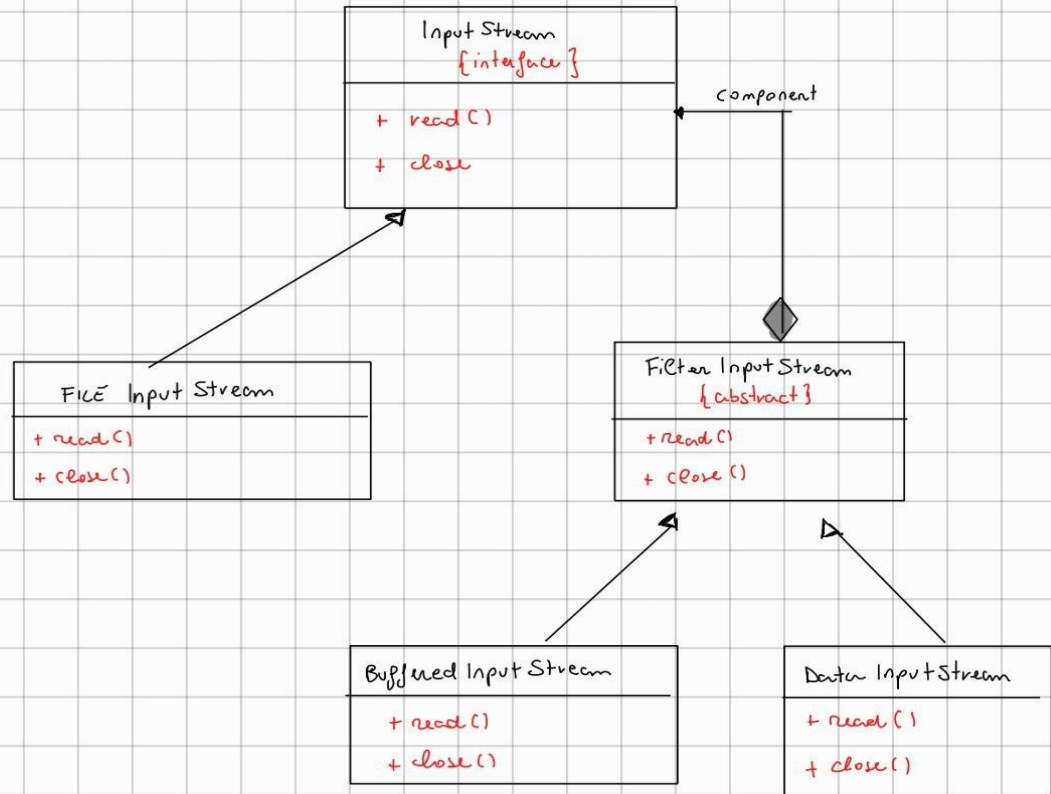 Input Stream
{interface}
+ read()
+ close
component
FILE Input Stream
+ read()
+ close()
Filter Input Stream
{abstract}
+ read()
+ close()
Buffered Input Stream
+ read()
+ close()
Data Input Stream
+ read()
+ close()